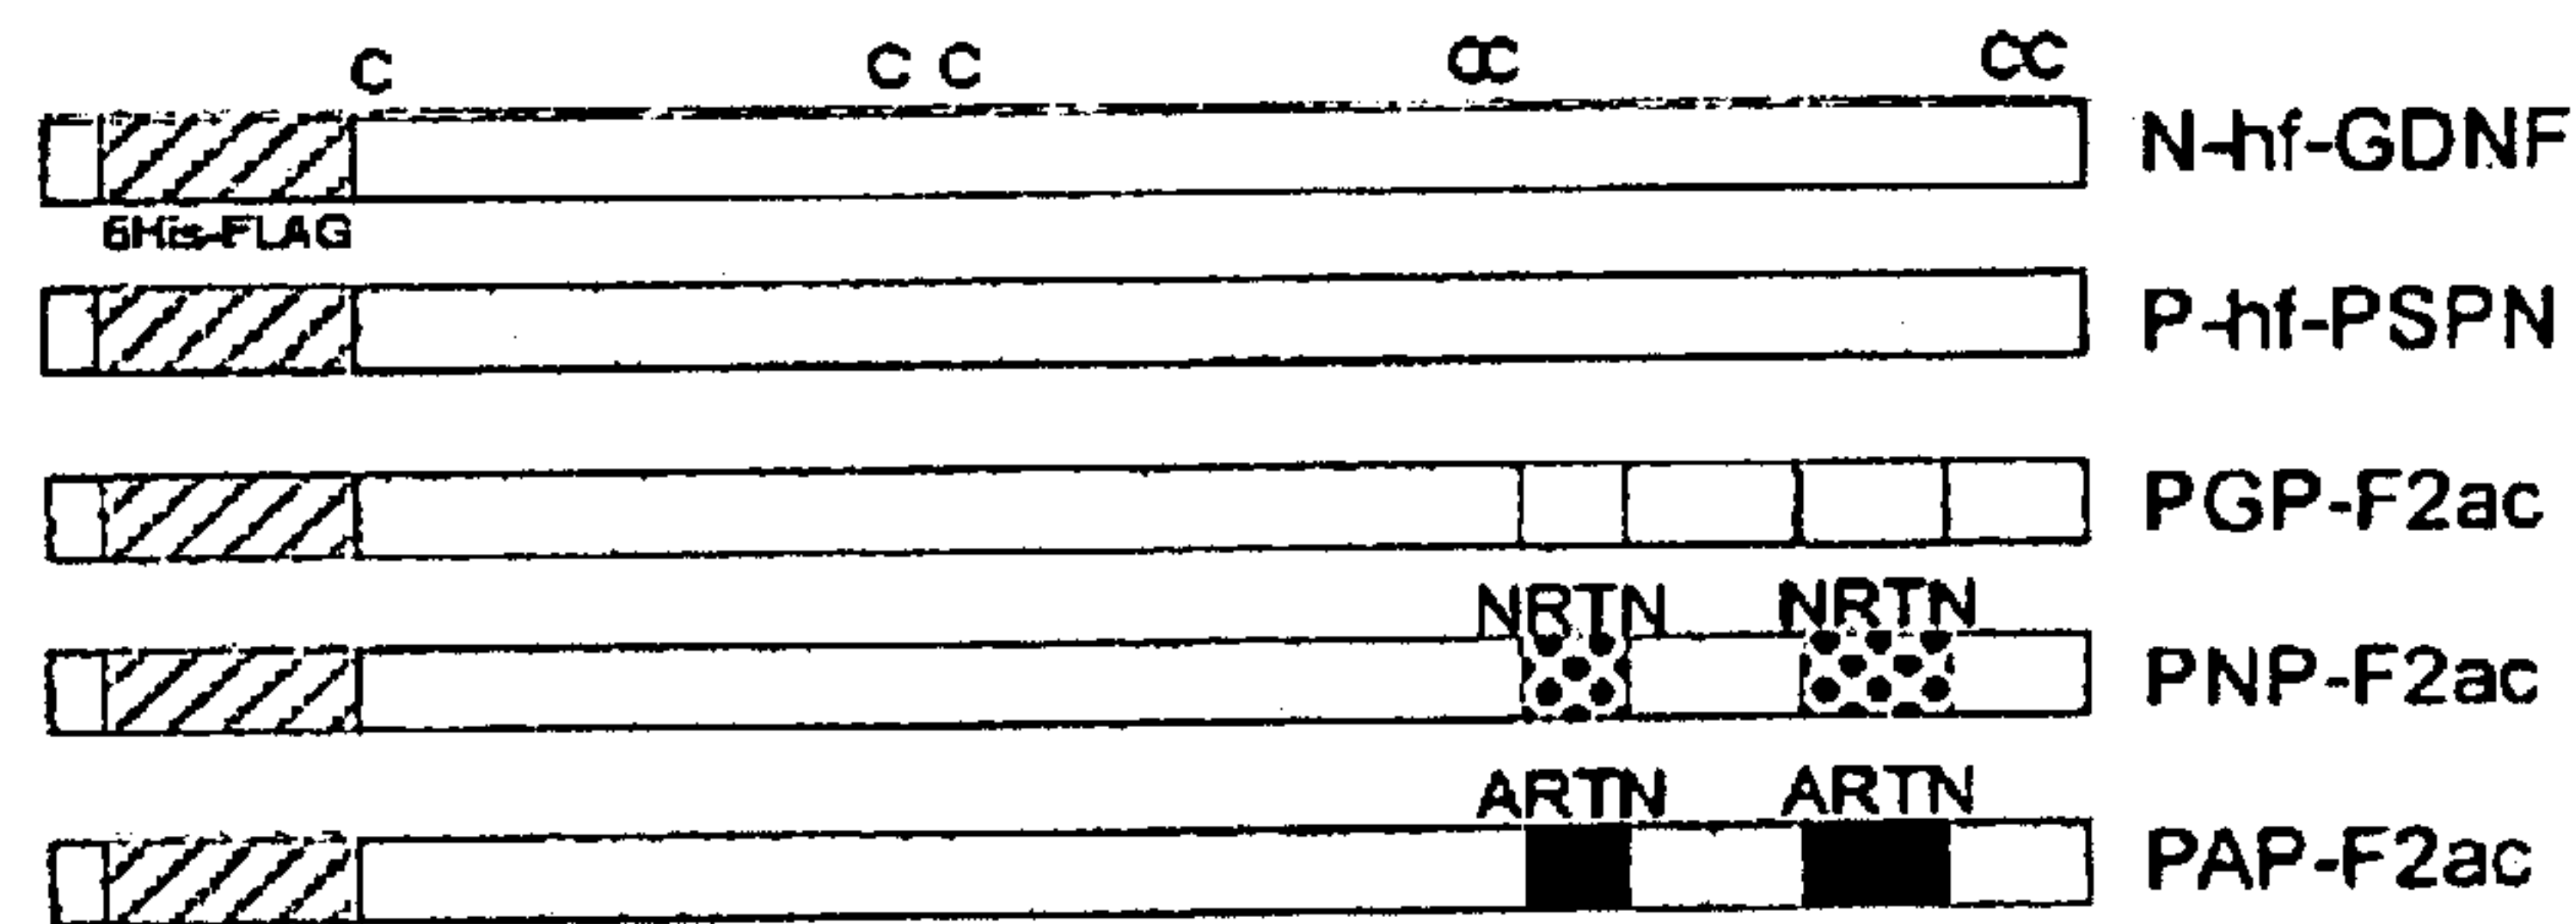 C C C CC CC
N-hf-GDNF
6His-FLAG
P-hf-PSPN
PGP-F2ac
NRTN NRTN
PNP-F2ac
ARTN ARTN
PAP-F2ac